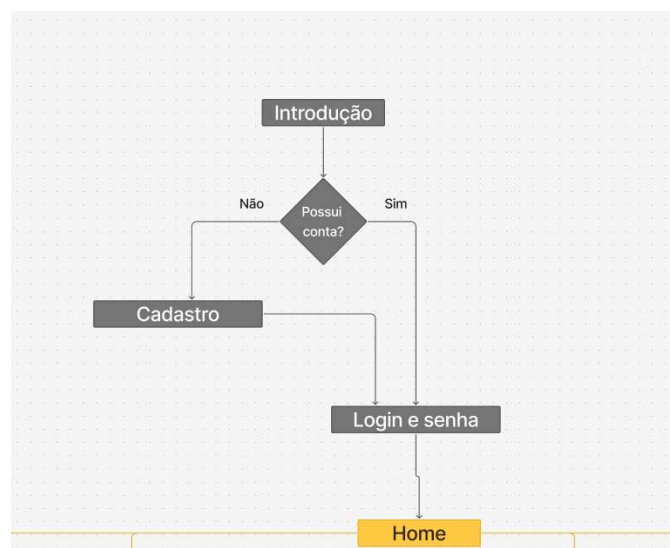 Introdução
Não
Sim
Possui
conta?
Cadastro
Login e senha
Home